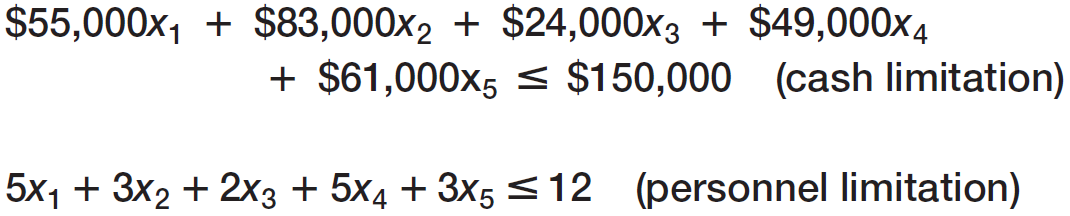 $55,000x₁ + $83,000x₂ + $24,000x₃ + $49,000x₄
+ $61,000x₅ ≤ $150,000 (cash limitation)
5x₁ + 3x₂ + 2x₃ + 5x₄ + 3x₅ ≤ 12 (personnel limitation)